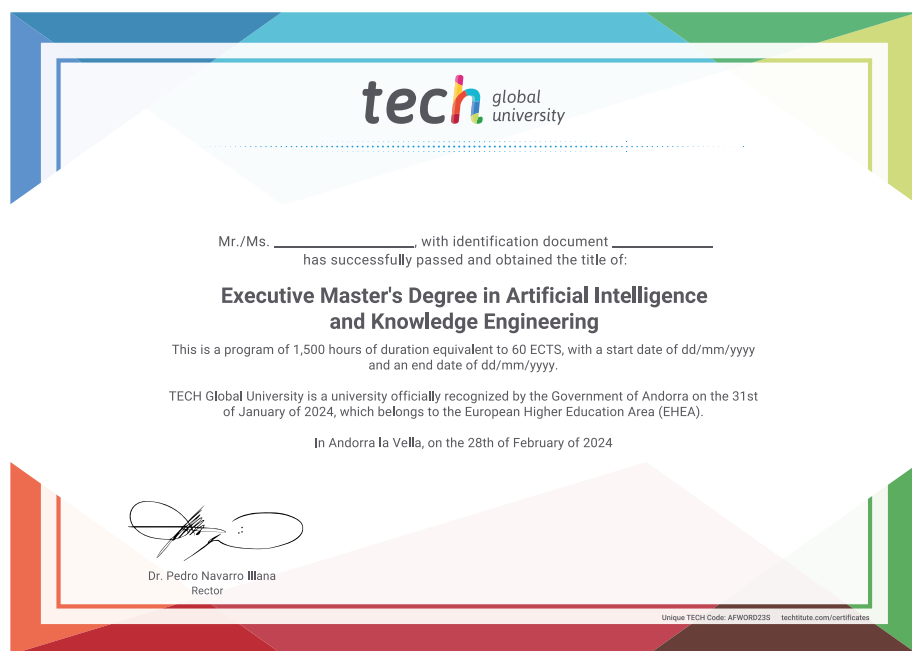 tech global university
Mr./Ms. ____________________, with identification document ______________
has successfully passed and obtained the title of:
Executive Master's Degree in Artificial Intelligence
and Knowledge Engineering
This is a program of 1,500 hours of duration equivalent to 60 ECTS, with a start date of dd/mm/yyyy
and an end date of dd/mm/yyyy.
TECH Global University is a university officially recognized by the Government of Andorra on the 31st
of January of 2024, which belongs to the European Higher Education Area (EHEA).
In Andorra la Vella, on the 28th of February of 2024
Dr. Pedro Navarro Illana
Rector
Unique TECH Code: AFWORD23S techtitute.com/certificates